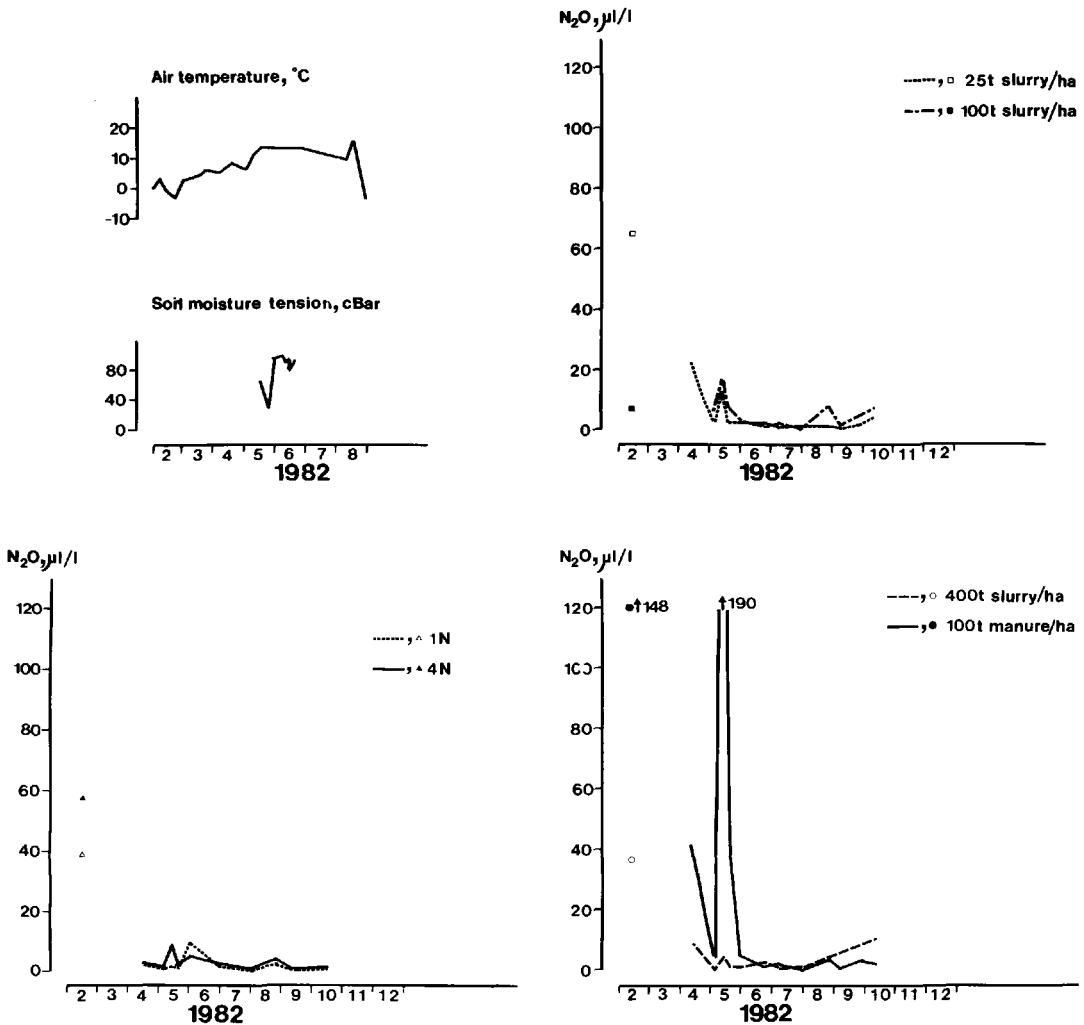 Air temperature, °C
20
10
0
-10
Soil moisture tension, cBar
80
40
0
2 3 4 5 6 7 8
1982
N₂O, µl/l
120
100
80
60
40
20
0
25t slurry/ha
100t slurry/ha
2 4 5 6 7 8 9 10 11 12
1982
N₂O, µl/l
120
100
80
60
40
20
0
1N
4N
2 3 4 5 6 7 8 9 10 11 12
1982
N₂O, µl/l
120
100
80
60
40
20
0
148
190
400t slurry/ha
100t manure/ha
2 4 5 6 7 8 9 10 11 12
1982